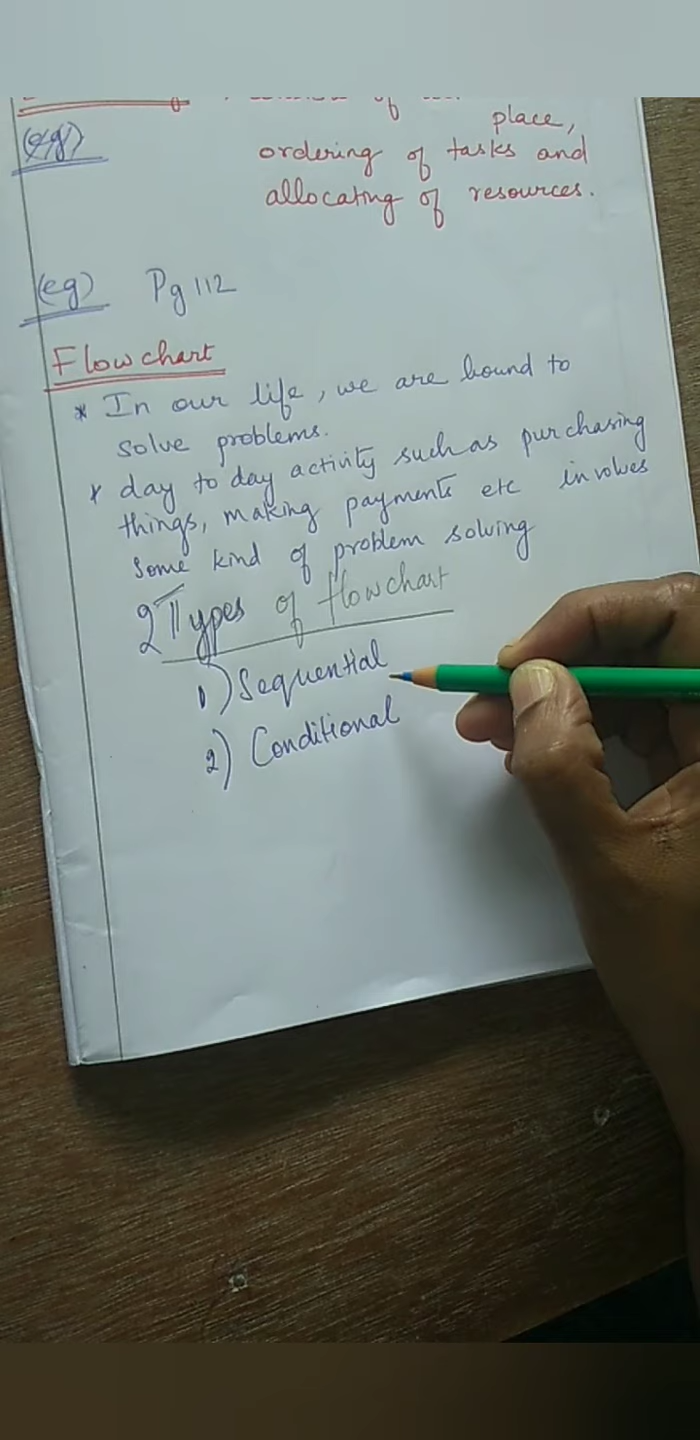 place,
(eg)
ordering of tasks and
allocating of resources.
(eg) Pg 112
Flowchart
* In our life, we are bound to
solve problems.
* day to day activity such as purchasing
things, making payments etc involves
some kind of problem solving
2 Types of flowchart
1) Sequential
2) Conditional